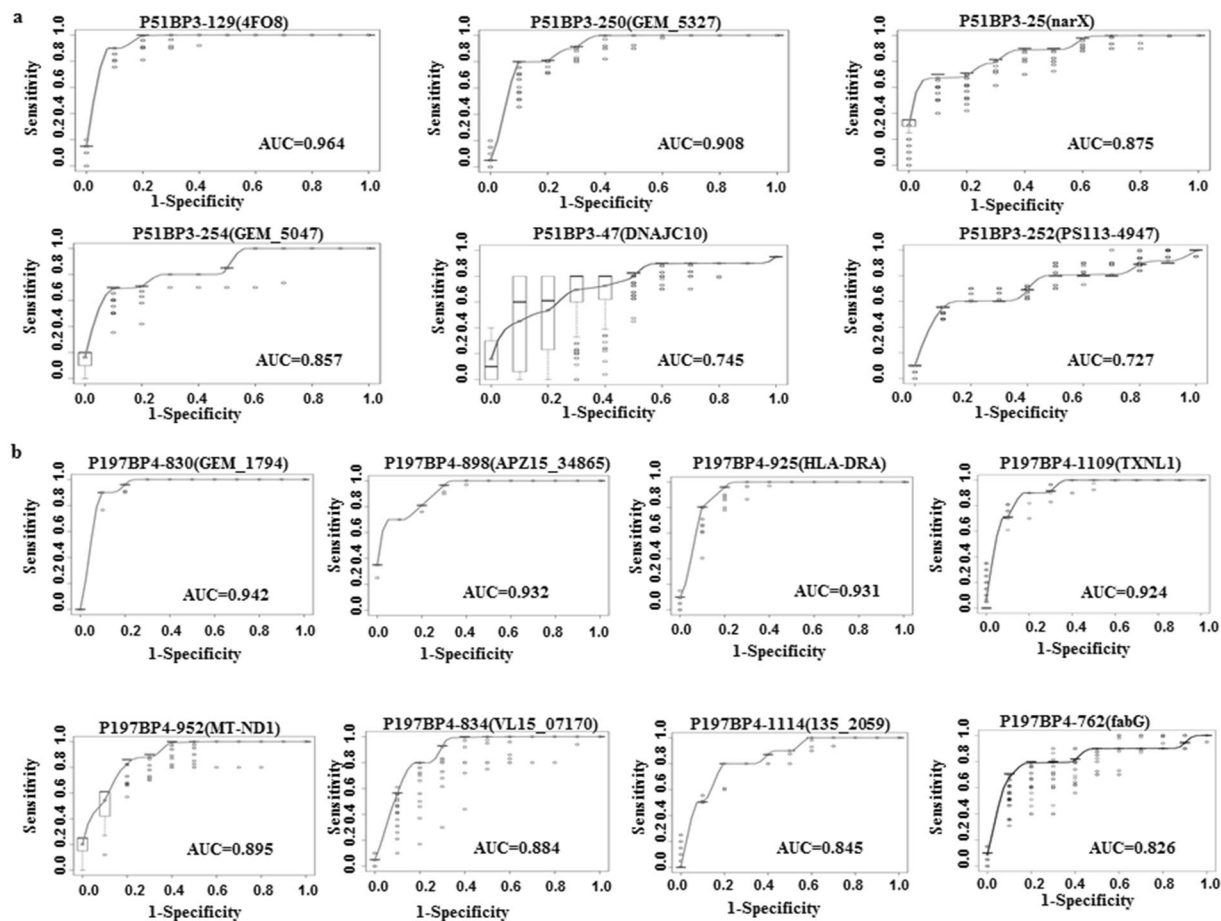 a
P51BP3-129(4FO8)
Sensitivity
0.0 0.2 0.4 0.6 0.8 1.0
AUC=0.964
0.0 0.2 0.4 0.6 0.8 1.0
1-Specificity
P51BP3-250(GEM_5327)
Sensitivity
0.0 0.2 0.4 0.6 0.8 1.0
AUC=0.908
0.0 0.2 0.4 0.6 0.8 1.0
1-Specificity
P51BP3-25(narX)
Sensitivity
0.0 0.2 0.4 0.6 0.8 1.0
AUC=0.875
0.0 0.2 0.4 0.6 0.8 1.0
1-Specificity
P51BP3-254(GEM_5047)
Sensitivity
0.0 0.2 0.4 0.6 0.8 1.0
AUC=0.857
0.0 0.2 0.4 0.6 0.8 1.0
1-Specificity
P51BP3-47(DNAJC10)
Sensitivity
0.0 0.2 0.4 0.6 0.8 1.0
AUC=0.745
0.0 0.2 0.4 0.6 0.8 1.0
1-Specificity
P51BP3-252(PS113-4947)
Sensitivity
0.0 0.2 0.4 0.6 0.8 1.0
AUC=0.727
0.0 0.2 0.4 0.6 0.8 1.0
1-Specificity
b
P197BP4-830(GEM_1794)
Sensitivity
0.0 0.2 0.4 0.6 0.8 1.0
AUC=0.942
0.0 0.2 0.4 0.6 0.8 1.0
1-Specificity
P197BP4-898(APZ15_34865)
Sensitivity
0.0 0.2 0.4 0.6 0.8 1.0
AUC=0.932
0.0 0.2 0.4 0.6 0.8 1.0
1-Specificity
P197BP4-925(HLA-DRA)
Sensitivity
0.0 0.2 0.4 0.6 0.8 1.0
AUC=0.931
0.0 0.2 0.4 0.6 0.8 1.0
1-Specificity
P197BP4-1109(TXNL1)
Sensitivity
0.0 0.2 0.4 0.6 0.8 1.0
AUC=0.924
0.0 0.2 0.4 0.6 0.8 1.0
1-Specificity
P197BP4-952(MT-ND1)
Sensitivity
0.0 0.2 0.4 0.6 0.8 1.0
AUC=0.895
0.0 0.2 0.4 0.6 0.8 1.0
1-Specificity
P197BP4-834(VL15_07170)
Sensitivity
0.0 0.2 0.4 0.6 0.8 1.0
AUC=0.884
0.0 0.2 0.4 0.6 0.8 1.0
1-Specificity
P197BP4-1114(135_2059)
Sensitivity
0.0 0.2 0.4 0.6 0.8 1.0
AUC=0.845
0.0 0.2 0.4 0.6 0.8 1.0
1-Specificity
P197BP4-762(fabG)
Sensitivity
0.0 0.2 0.4 0.6 0.8 1.0
AUC=0.826
0.0 0.2 0.4 0.6 0.8 1.0
1-Specificity